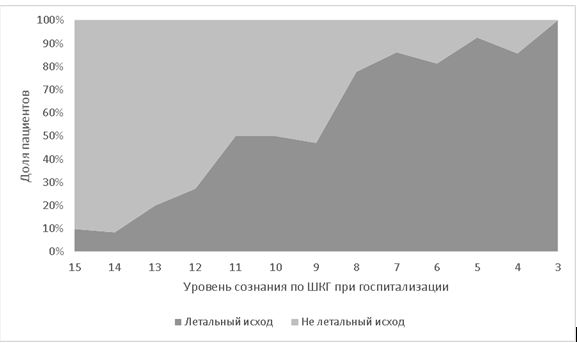 100%
90%
80%
70%
60%
50%
40%
30%
20%
10%
0%
Доля пациентов
15 14 13 12 11 10 9 8 7 6 5 4 3
Уровень сознания по ШКГ при госпитализации
Летальный исход Не летальный исход